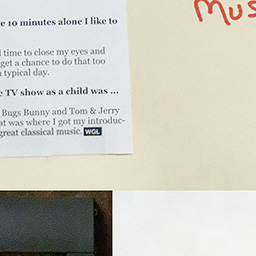 e 10 minutes alone I like to
l time to close my eyes and
get a chance to do that too
typical day.
e TV show as a child was ...
Bugs Bunny and Tom & Jerry
at was where I got my introduc-
great classical music. WGL
Mus